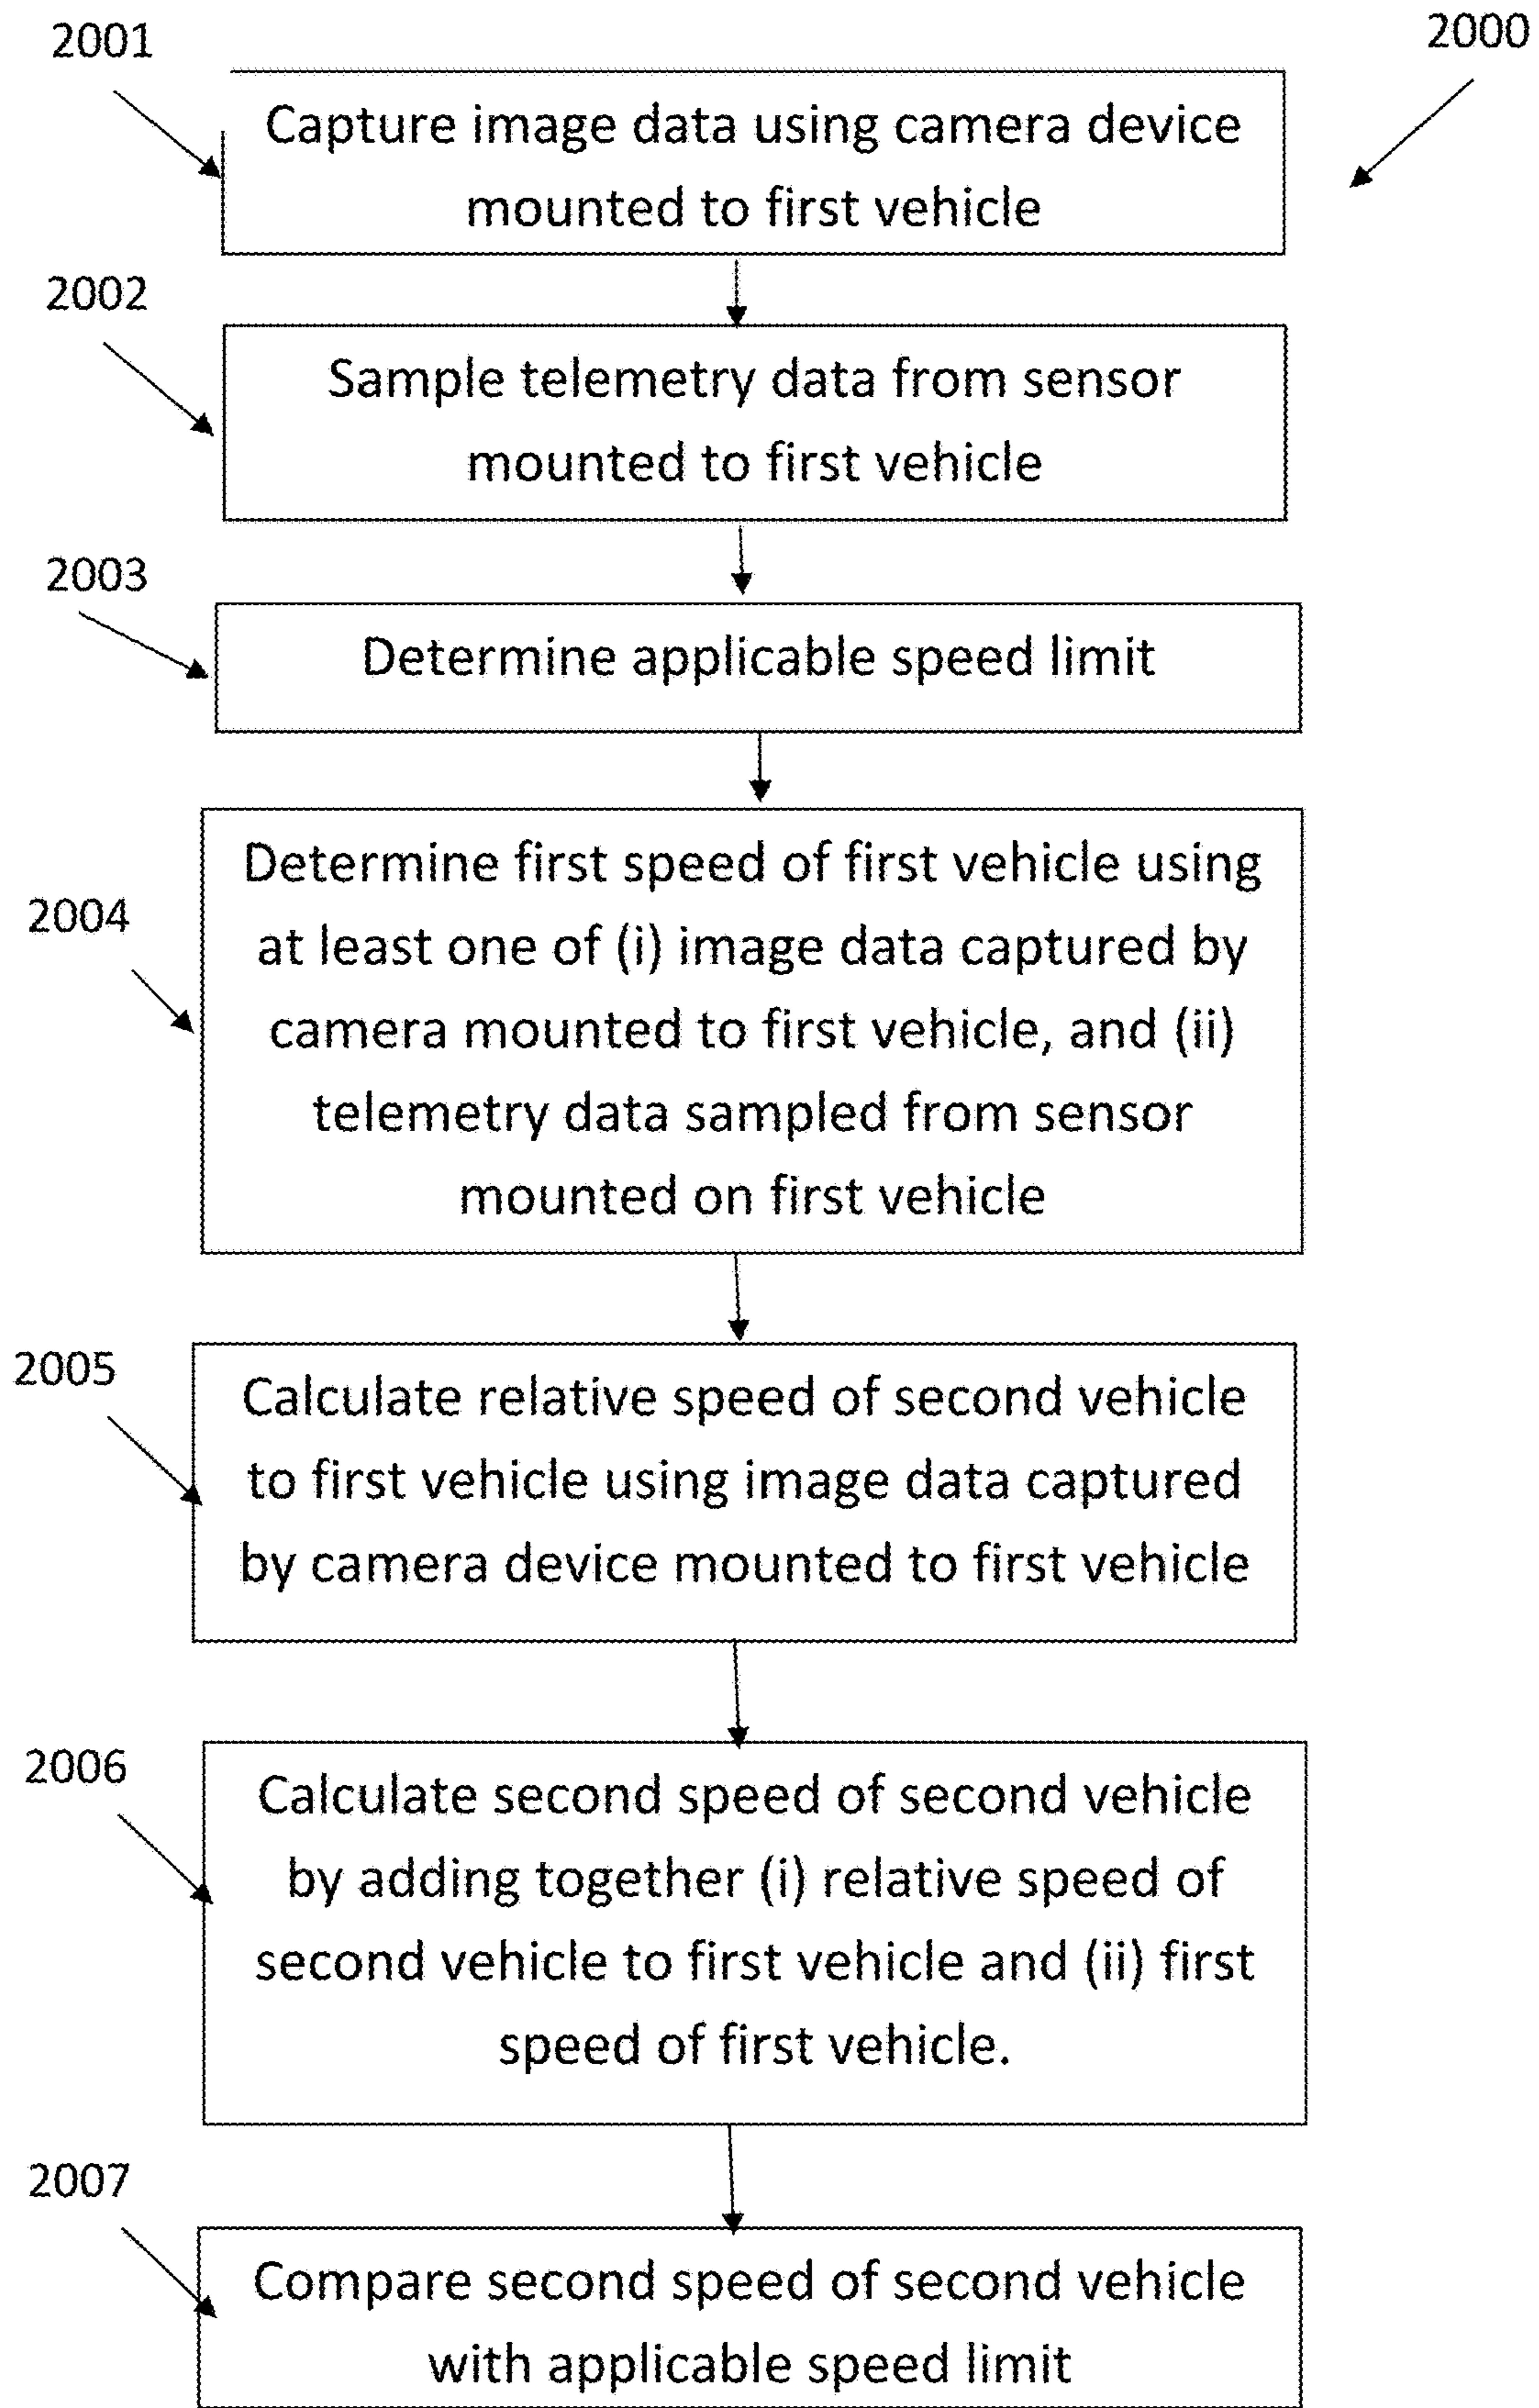 2001
2000
Capture image data using camera device
mounted to first vehicle
2002
Sample telemetry data from sensor
mounted to first vehicle
2003
Determine applicable speed limit
2004
Determine first speed of first vehicle using
at least one of (i) image data captured by
camera mounted to first vehicle, and (ii)
telemetry data sampled from sensor
mounted on first vehicle
2005
Calculate relative speed of second vehicle
to first vehicle using image data captured
by camera device mounted to first vehicle
2006
Calculate second speed of second vehicle
by adding together (i) relative speed of
second vehicle to first vehicle and (ii) first
speed of first vehicle.
2007
Compare second speed of second vehicle
with applicable speed limit